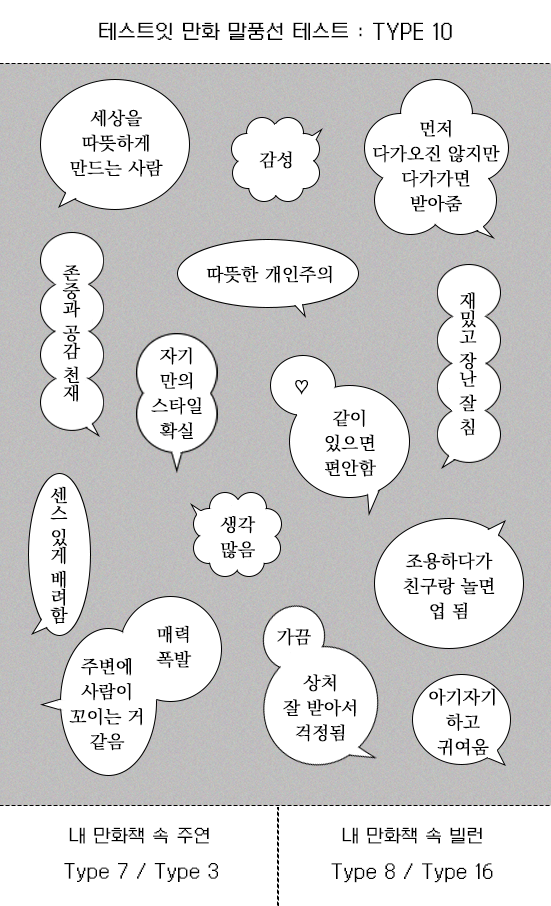 테스트잇 만화 말풍선 테스트 : TYPE 10
세상을
따뜻하게
만드는 사람
감성
먼저
다가오진 않지만
다가가면
받아줌
존중과 공감 천재
따뜻한 개인주의
재밌고 장난 잘 침
자기
만의
스타일
확실
♡
같이
있으면
편안함
센스 있게 배려함
생각
많음
조용하다가
친구랑 놀면
업 됨
매력
폭발
주변에
사람이
꼬이는 거
같음
가끔
상처
잘 받아서
걱정됨
아기자기
하고
귀여움
내 만화책 속 주연
Type 7 / Type 3
내 만화책 속 빌런
Type 8 / Type 16